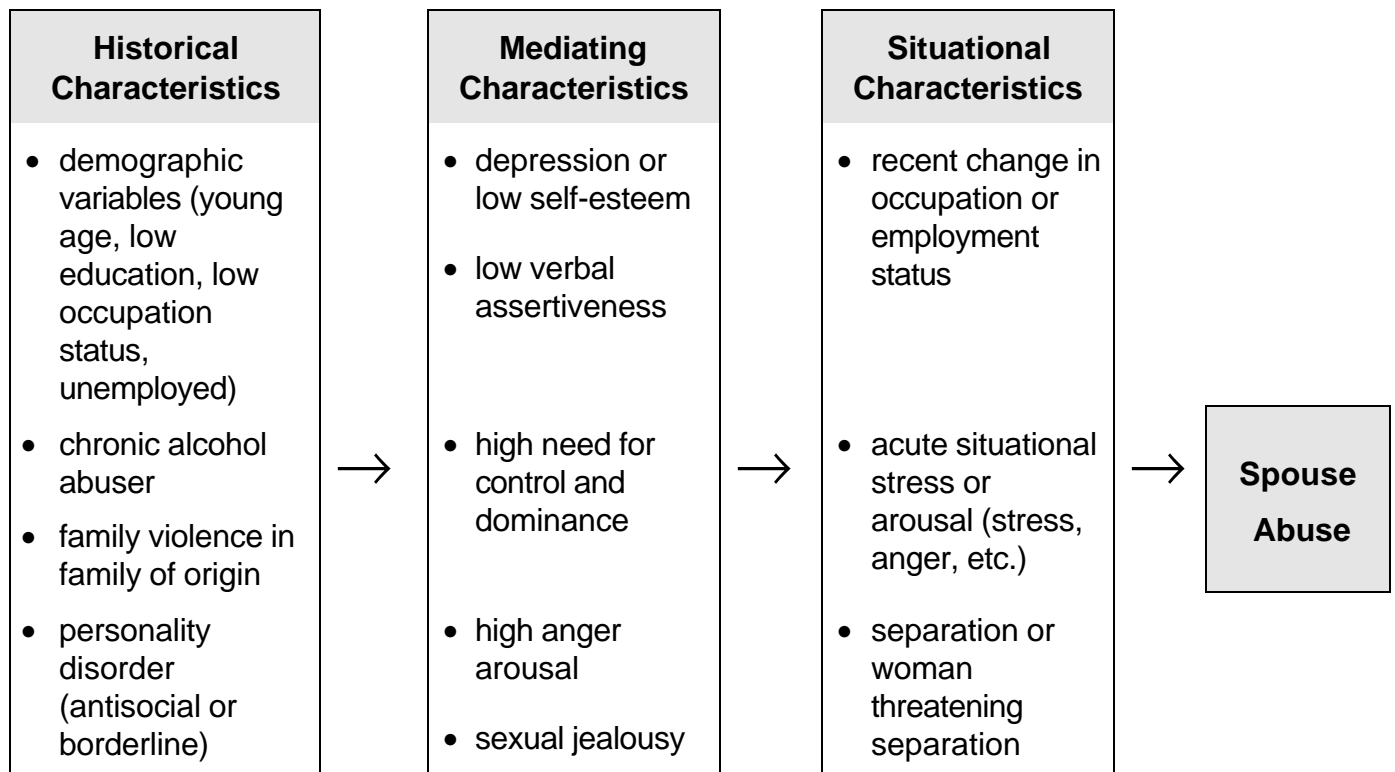 Historical
Characteristics
• demographic
variables (young
age, low
education, low
occupation
status,
unemployed)
• chronic alcohol
abuser
• family violence in
family of origin
• personality
disorder
(antisocial or
borderline)
→
Mediating
Characteristics
• depression or
low self-esteem
• low verbal
assertiveness
• high need for
control and
dominance
• high anger
arousal
• sexual jealousy
→
Situational
Characteristics
• recent change in
occupation or
employment
status
• acute situational
stress or
arousal (stress,
anger, etc.)
• separation or
woman
threatening
separation
→
Spouse
Abuse